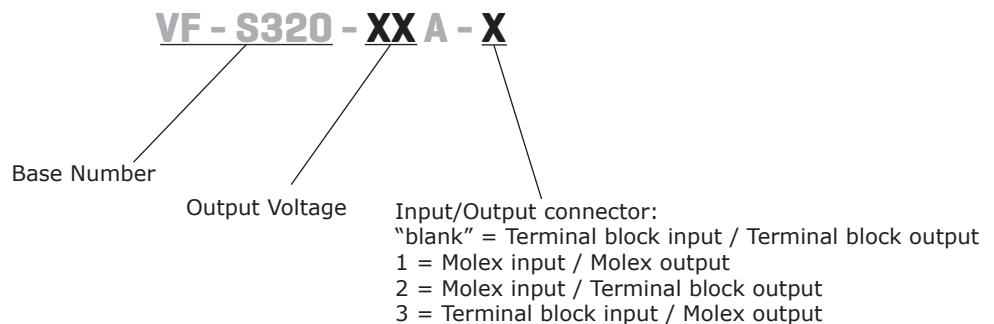 VF - S320 - XX A - X
Base Number
Output Voltage
Input/Output connector:
“blank” = Terminal block input / Terminal block output
1 = Molex input / Molex output
2 = Molex input / Terminal block output
3 = Terminal block input / Molex output